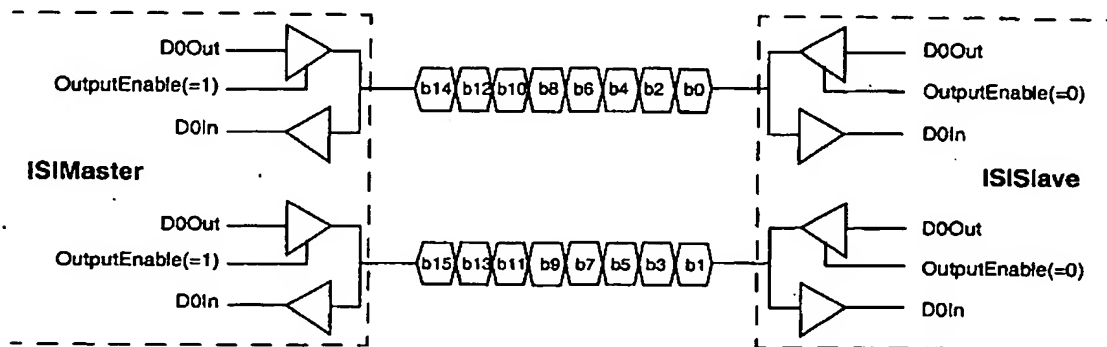 D0Out
OutputEnable(=1)
D0In
b14 b12 b10 b8 b6 b4 b2 b0
D0Out
OutputEnable(=0)
D0In
ISIMaster
ISISlave
D0Out
OutputEnable(=1)
D0In
b15 b13 b11 b9 b7 b5 b3 b1
D0Out
OutputEnable(=0)
D0In